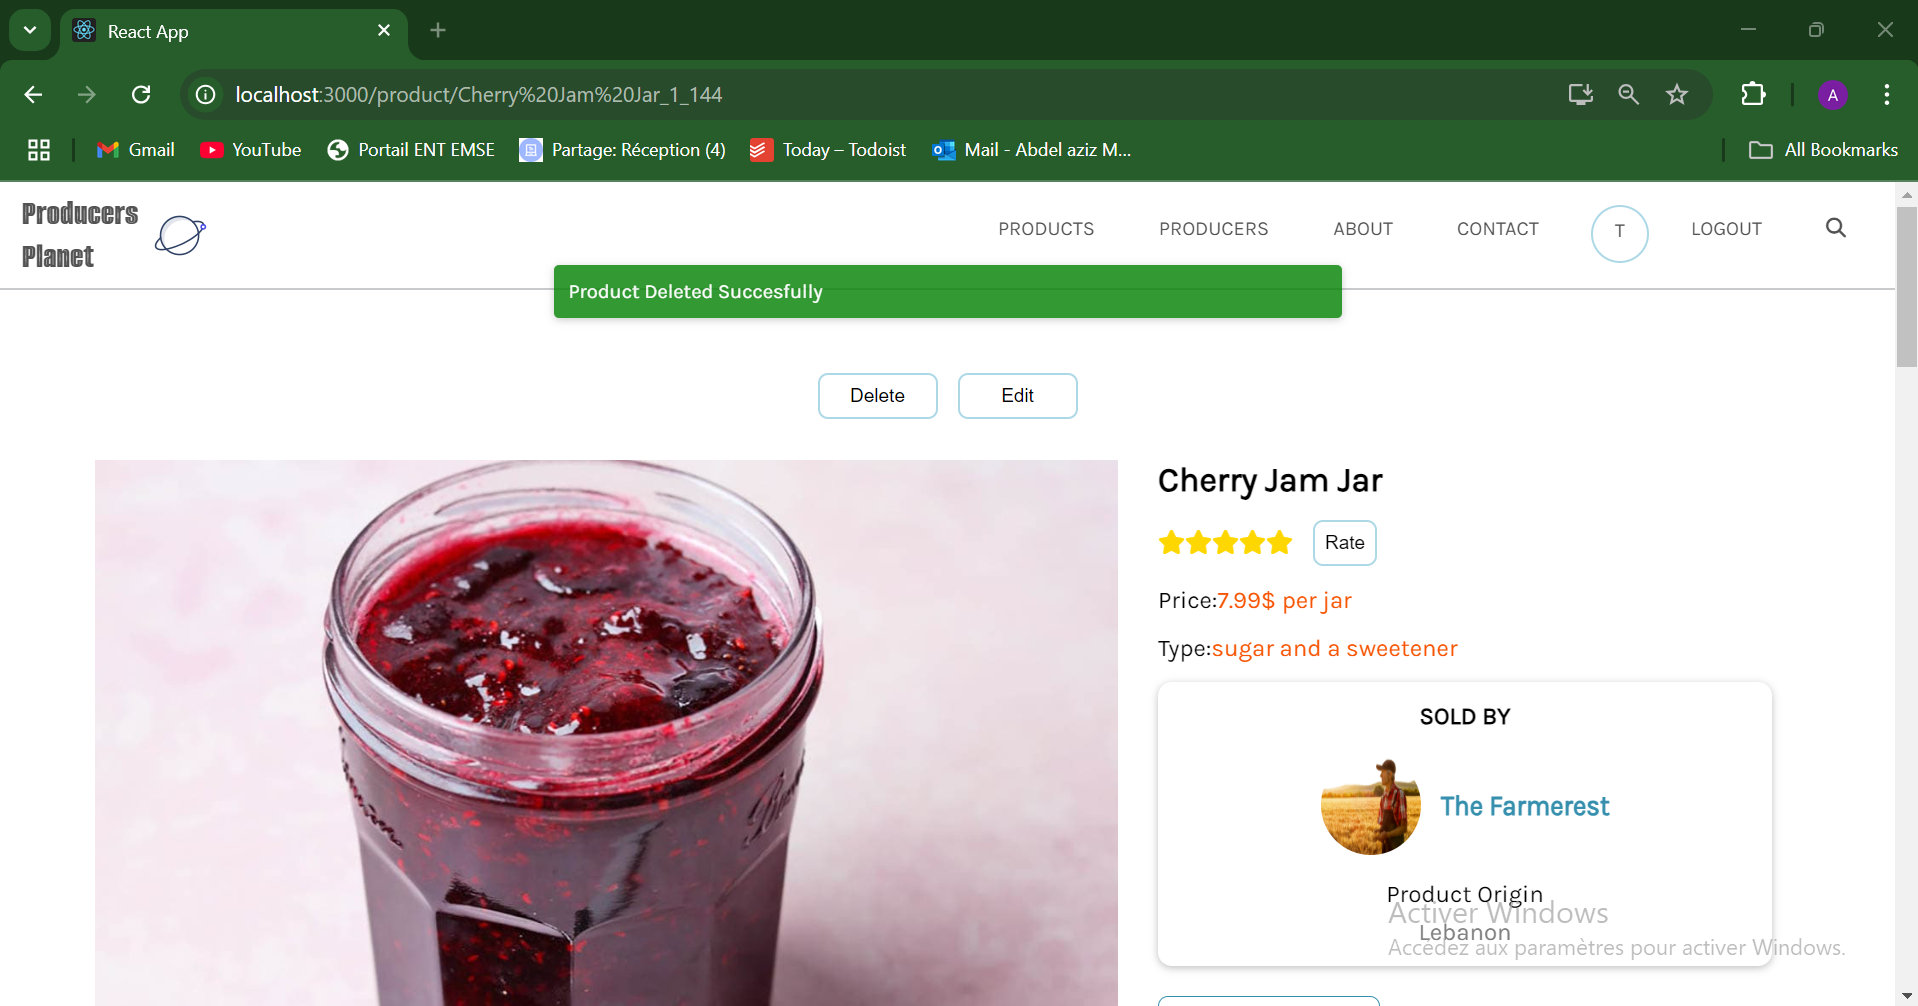 React App
localhost:3000/product/Cherry%20Jam%20Jar_1_144
A
Gmail
YouTube
Portail ENT EMSE
Partage: Réception (4)
Today – Todoist
Mail - Abdel aziz M...
All Bookmarks
Producers
Planet
PRODUCTS
PRODUCERS
ABOUT
CONTACT
T
LOGOUT
Product Deleted Succesfully
Delete
Edit
Cherry Jam Jar
Rate
Price:7.99$ per jar
Type:sugar and a sweetener
SOLD BY
The Farmerest
Product Origin
Lebanon
Activer Windows
Accédez aux paramètres pour activer Windows.